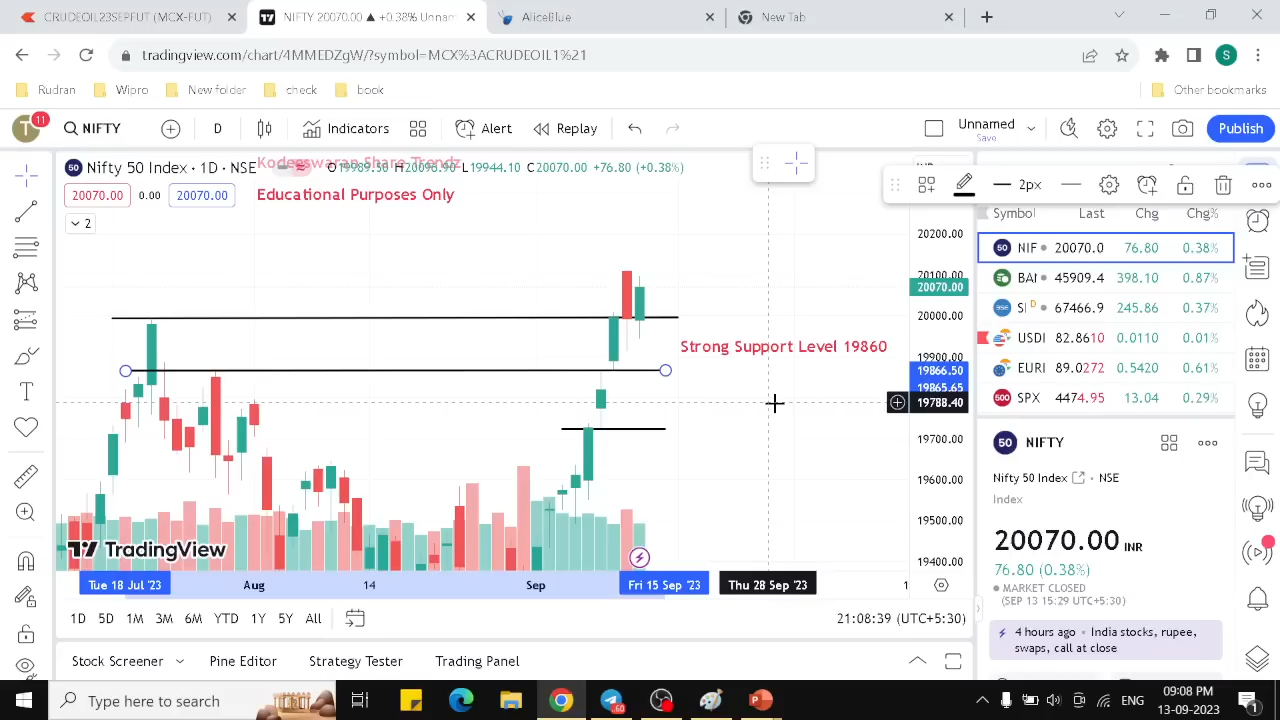 CRUDEOIL23SEPFUT (MCX-FUT)
NIFTY 20070.00 ▲ +0.38% Unnam
AliceBlue
New Tab
tradingview.com/chart/4MMEDZgW/?symbol=MCX%3ACRUDEOIL1%21
S
Rudran
Wipro
New folder
check
book
Other bookmarks
T 11
NIFTY
D
Indicators
Alert
Replay
Unnamed
Save
Publish
Nifty 50 Index · 1D · NSE
Kodeeswaran Share Trendz
O19989.50 H20096.90 L19944.10 C20070.00 +76.80 (+0.38%)
20070.00 0.00 20070.00
Educational Purposes Only
2
2px
Symbol Last Chg Chg%
50 NIF 20070.0 76.80 0.38%
BAI 45909.4 398.10 0.87%
D 67466.9 245.86 0.37%
USDI 82.8610 0.0110 0.01%
EURI 89.0272 0.5420 0.61%
500 SPX 4474.95 13.04 0.29%
20200.00
20100.00
20070.00
20000.00
19900.00
19866.50
19865.65
19788.40
19700.00
19600.00
19500.00
19400.00
Strong Support Level 19860
TradingView
Tue 18 Jul '23
Aug
14
Sep
Fri 15 Sep '23
Thu 28 Sep '23
1
50 NIFTY
Nifty 50 Index · NSE
Index
20070.00 INR
76.80 (0.38%)
MARKET CLOSED
(SEP 13 15:29 UTC+5:30)
4 hours ago · India stocks, rupee,
swaps, call at close
1D 5D 1M 3M 6M YTD 1Y 5Y All
21:08:39 (UTC+5:30)
Stock Screener
Pine Editor
Strategy Tester
Trading Panel
Type here to search
60
ENG
09:08 PM
13-09-2023
1